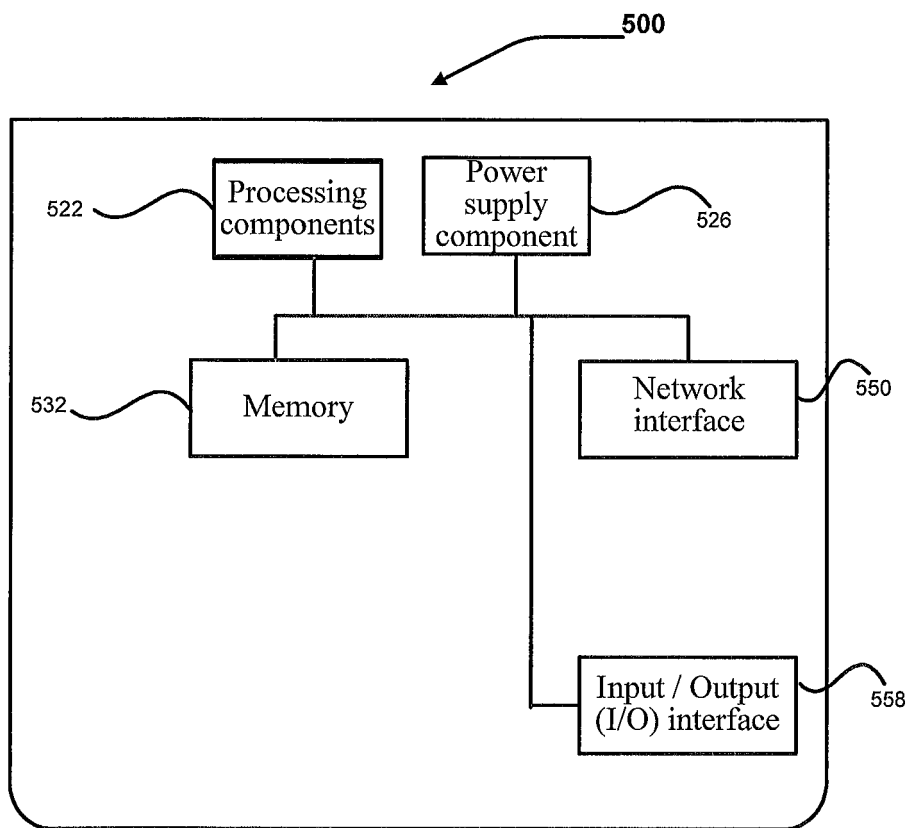 500
Processing
components
522
Power
supply
component
526
Memory
532
Network
interface
550
Input / Output
(I/O) interface
558